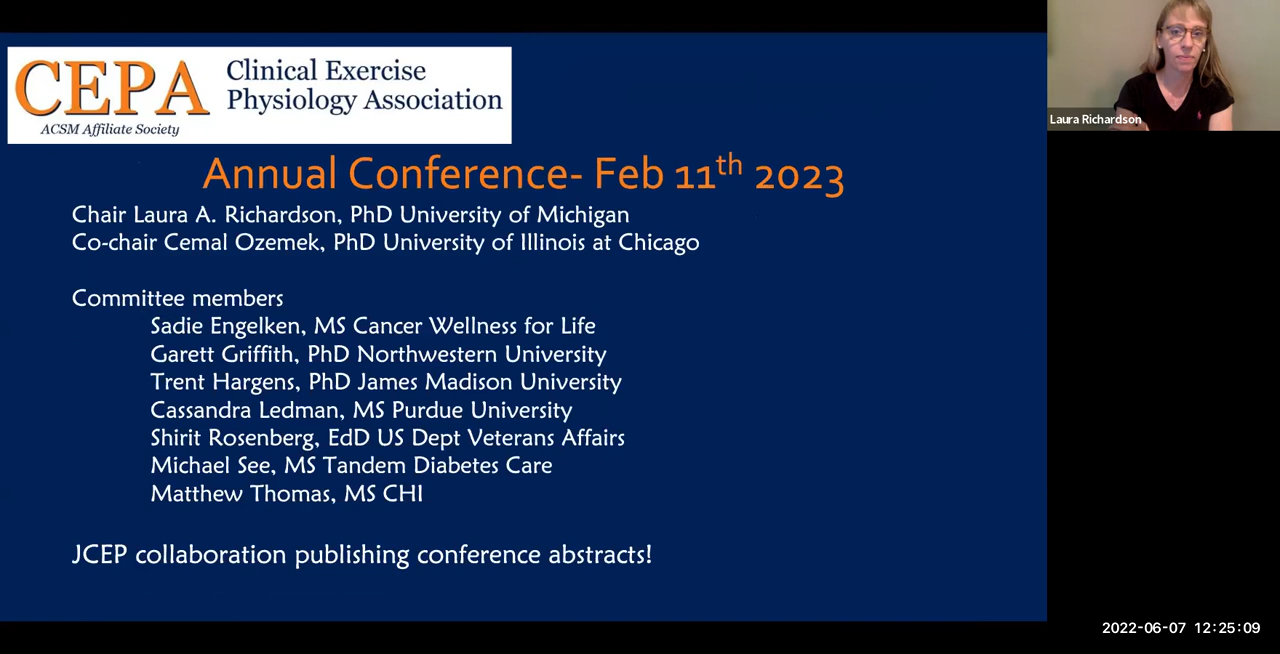 CEPA
ACSM Affiliate Society
Clinical Exercise
Physiology Association
Annual Conference- Feb 11th 2023
Chair Laura A. Richardson, PhD University of Michigan
Co-chair Cemal Ozemek, PhD University of Illinois at Chicago
Committee members
Sadie Engelken, MS Cancer Wellness for Life
Garett Griffith, PhD Northwestern University
Trent Hargens, PhD James Madison University
Cassandra Ledman, MS Purdue University
Shirit Rosenberg, EdD US Dept Veterans Affairs
Michael See, MS Tandem Diabetes Care
Matthew Thomas, MS CHI
JCEP collaboration publishing conference abstracts!
Laura Richardson
2022-06-07 12:25:09